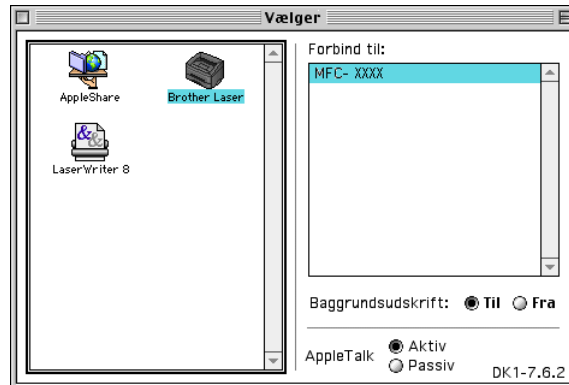 Vælger
AppleShare
Brother Laser
LaserWriter 8
Forbind til:
MFC- XXXX
Baggrundsudskrift: Til Fra
AppleTalk Aktiv
Passiv
DK1-7.6.2